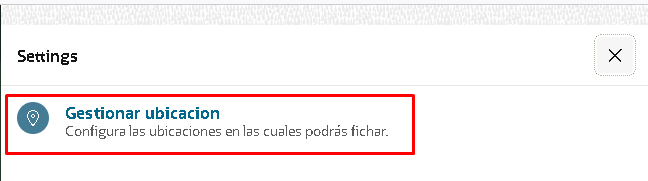 Settings
Gestionar ubicacion
Configura las ubicaciones en las cuales podrás fichar.